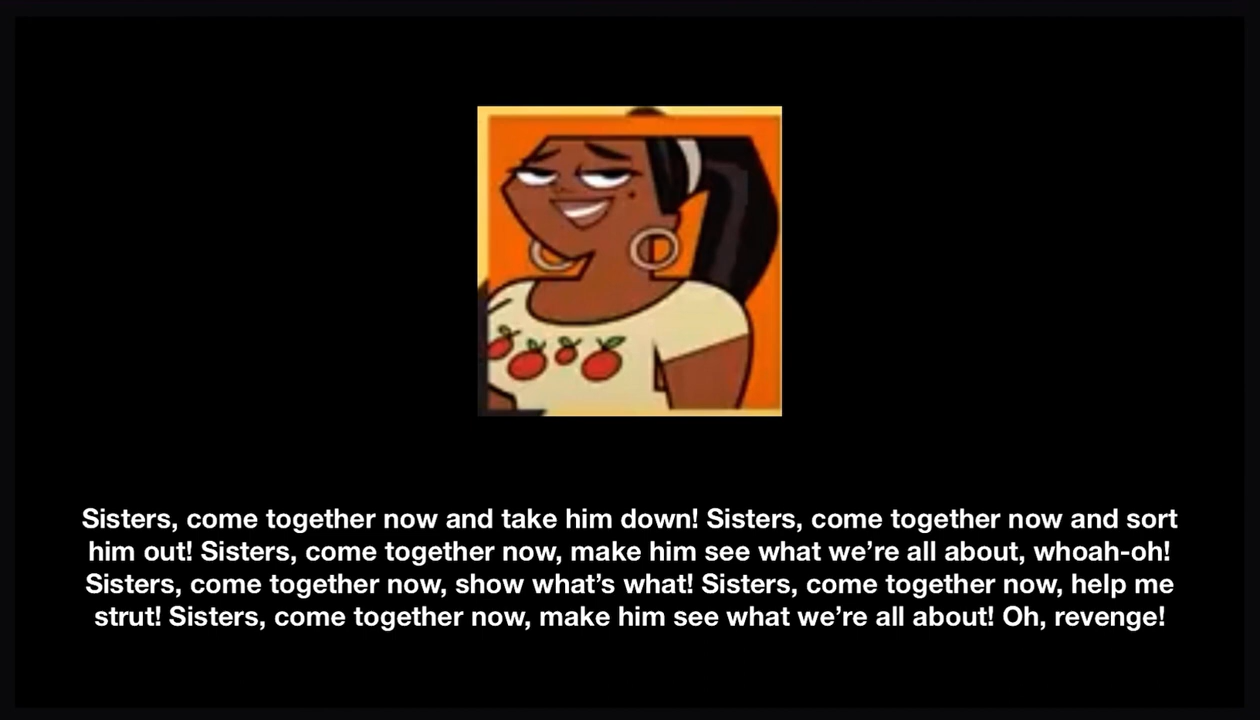 Sisters, come together now and take him down! Sisters, come together now and sort
him out! Sisters, come together now, make him see what we’re all about, whoah-oh!
Sisters, come together now, show what’s what! Sisters, come together now, help me
strut! Sisters, come together now, make him see what we’re all about! Oh, revenge!